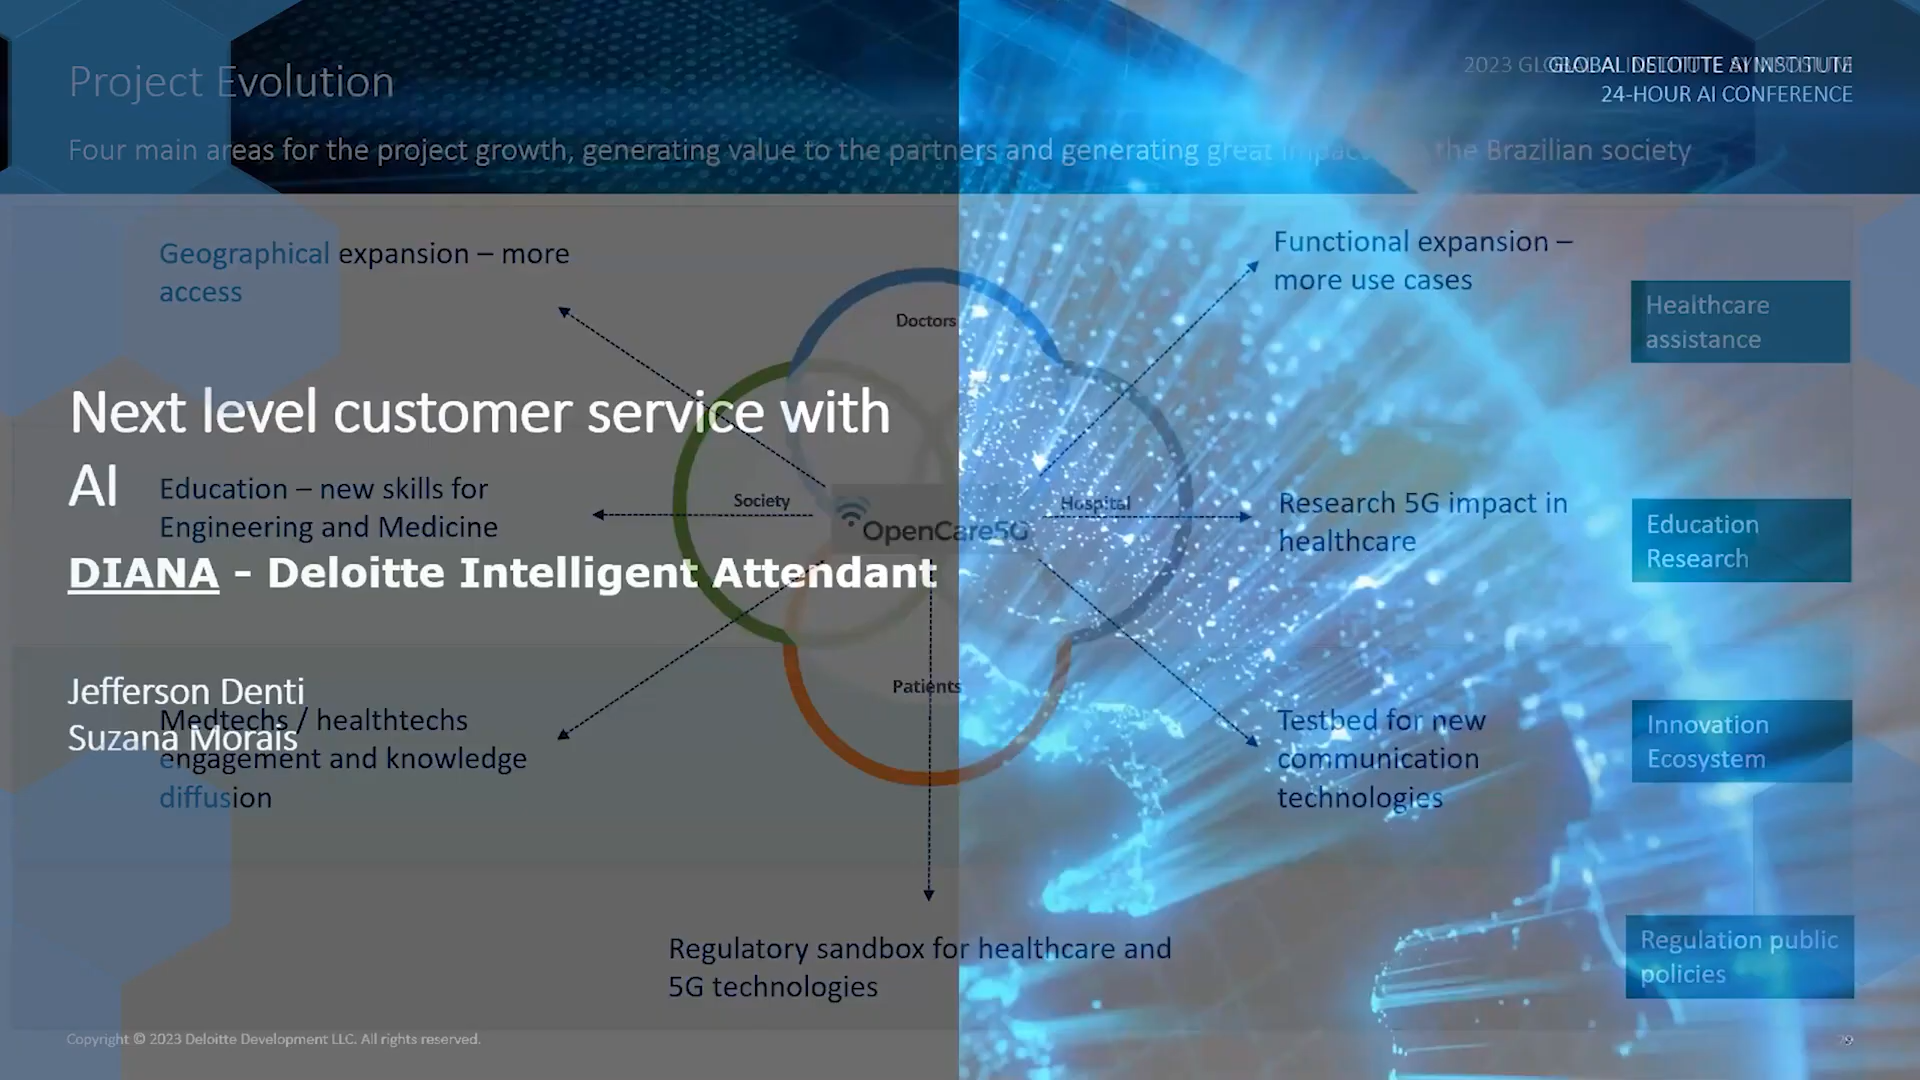 Project Evolution
Four main areas for the project growth, generating value to the partners and generating great impact the Brazilian society
GLOBAL DELOITTE AI INSTITUTE
24-HOUR AI CONFERENCE
Geographical expansion – more
access
Functional expansion –
more use cases
Healthcare
assistance
Doctors
Next level customer service with
AI
Education – new skills for
Engineering and Medicine
Society
OpenCare5G
Hospital
Research 5G impact in
healthcare
Education
Research
DIANA - Deloitte Intelligent Attendant
Jefferson Denti
Suzana Morais
Medtechs / healthtechs
engagement and knowledge
diffusion
Patients
Testbed for new
communication
technologies
Innovation
Ecosystem
Regulatory sandbox for healthcare and
5G technologies
Regulation public
policies
Copyright © 2023 Deloitte Development LLC. All rights reserved.